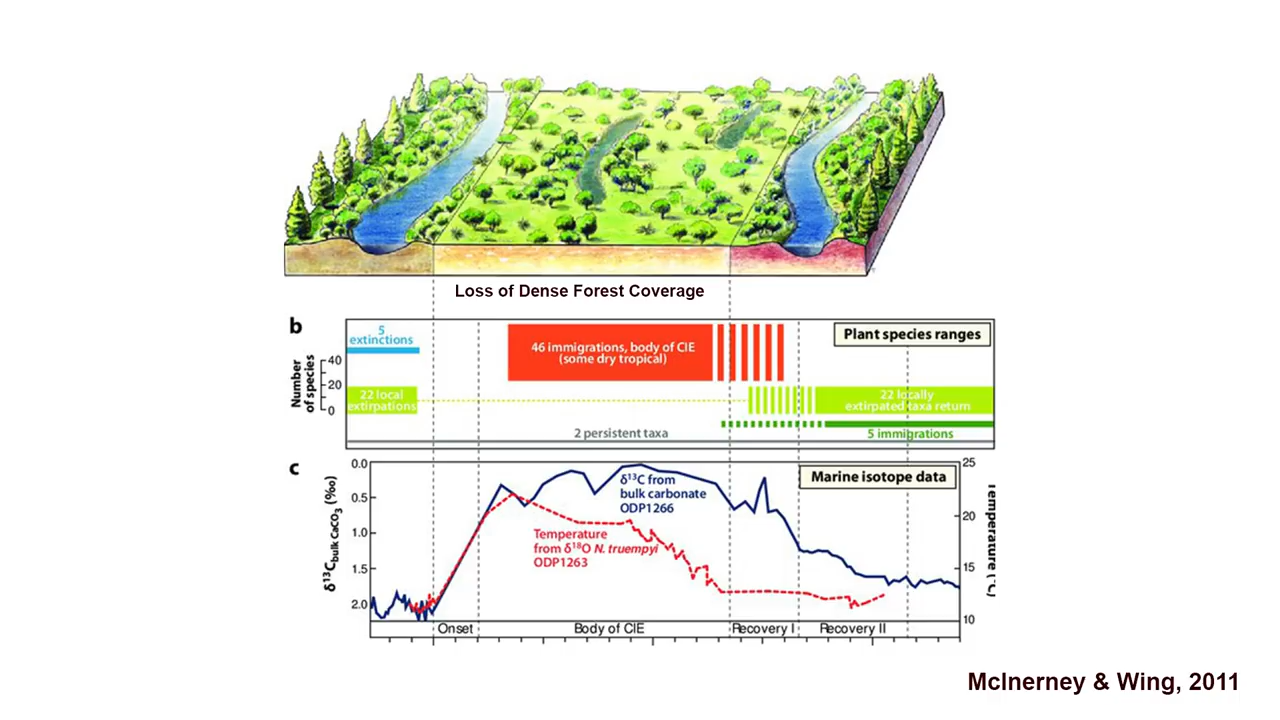 Loss of Dense Forest Coverage
b
Plant species ranges
5
extinctions
46 immigrations, body of CIE
(some dry tropical)
Number
of species
40
20
0
22 local
extirpations
22 locally
extirpated taxa return
2 persistent taxa
5 immigrations
c
Marine isotope data
δ¹³C bulk CaCO₃ (‰)
0.0
0.5
1.0
1.5
2.0
δ¹³C from
bulk carbonate
ODP1266
Temperature
from δ¹⁸O N. truempyi
ODP1263
25
20
15
10
Temperature (°C)
Onset
Body of CIE
Recovery I
Recovery II
McInerney & Wing, 2011